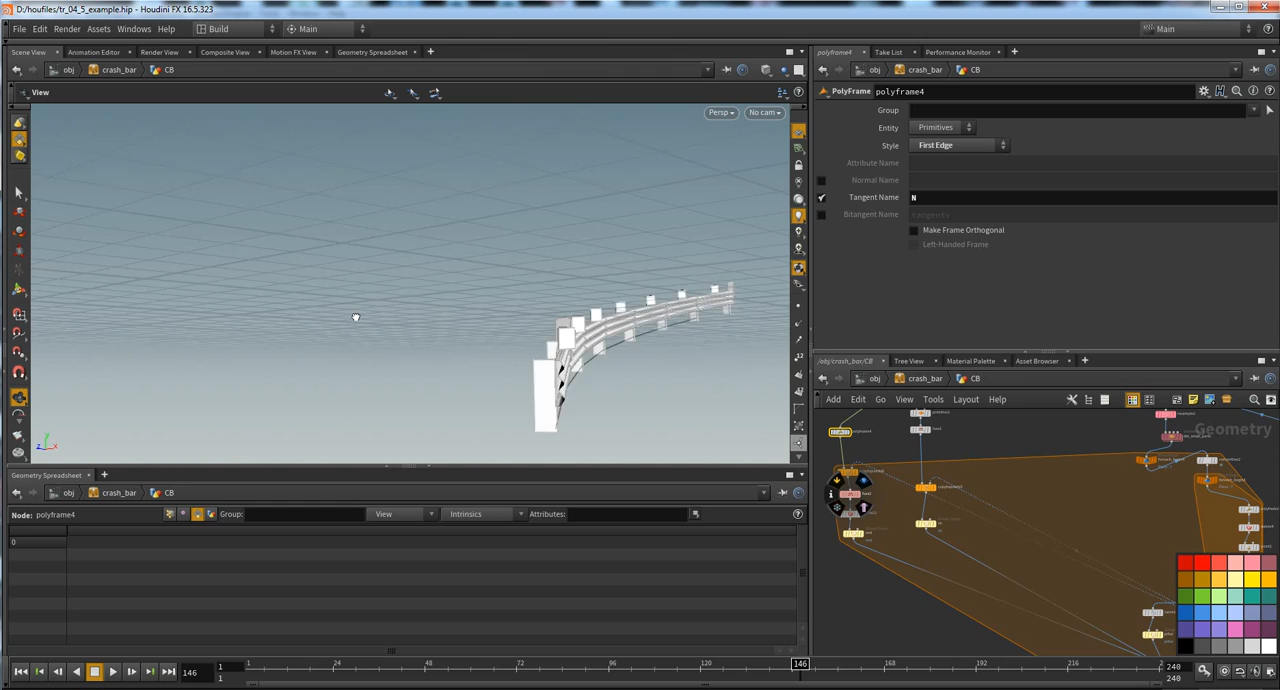 D:/houfiles/tr_04_5_example.hip - Houdini FX 16.5.323
File Edit Render Assets Windows Help Build Main Main
Scene View Animation Editor Render View Composite View Motion FX View Geometry Spreadsheet
obj crash_bar CB
View
Persp No cam
polyframe4 Take List Performance Monitor
obj crash_bar CB
PolyFrame polyframe4
Group
Entity Primitives
Style First Edge
Attribute Name
Normal Name
Tangent Name N
Bitangent Name tangentv
Make Frame Orthogonal
Left-Handed Frame
z x
/obj/crash_bar/CB Tree View Material Palette Asset Browser
obj crash_bar CB
Add Edit Go View Tools Layout Help
Geometry
Geometry Spreadsheet
obj crash_bar CB
Node: polyframe4 Group: View Intrinsics Attributes:
0
146 1 1 24 48 72 96 120 146 168 192 216 2 240
1 240